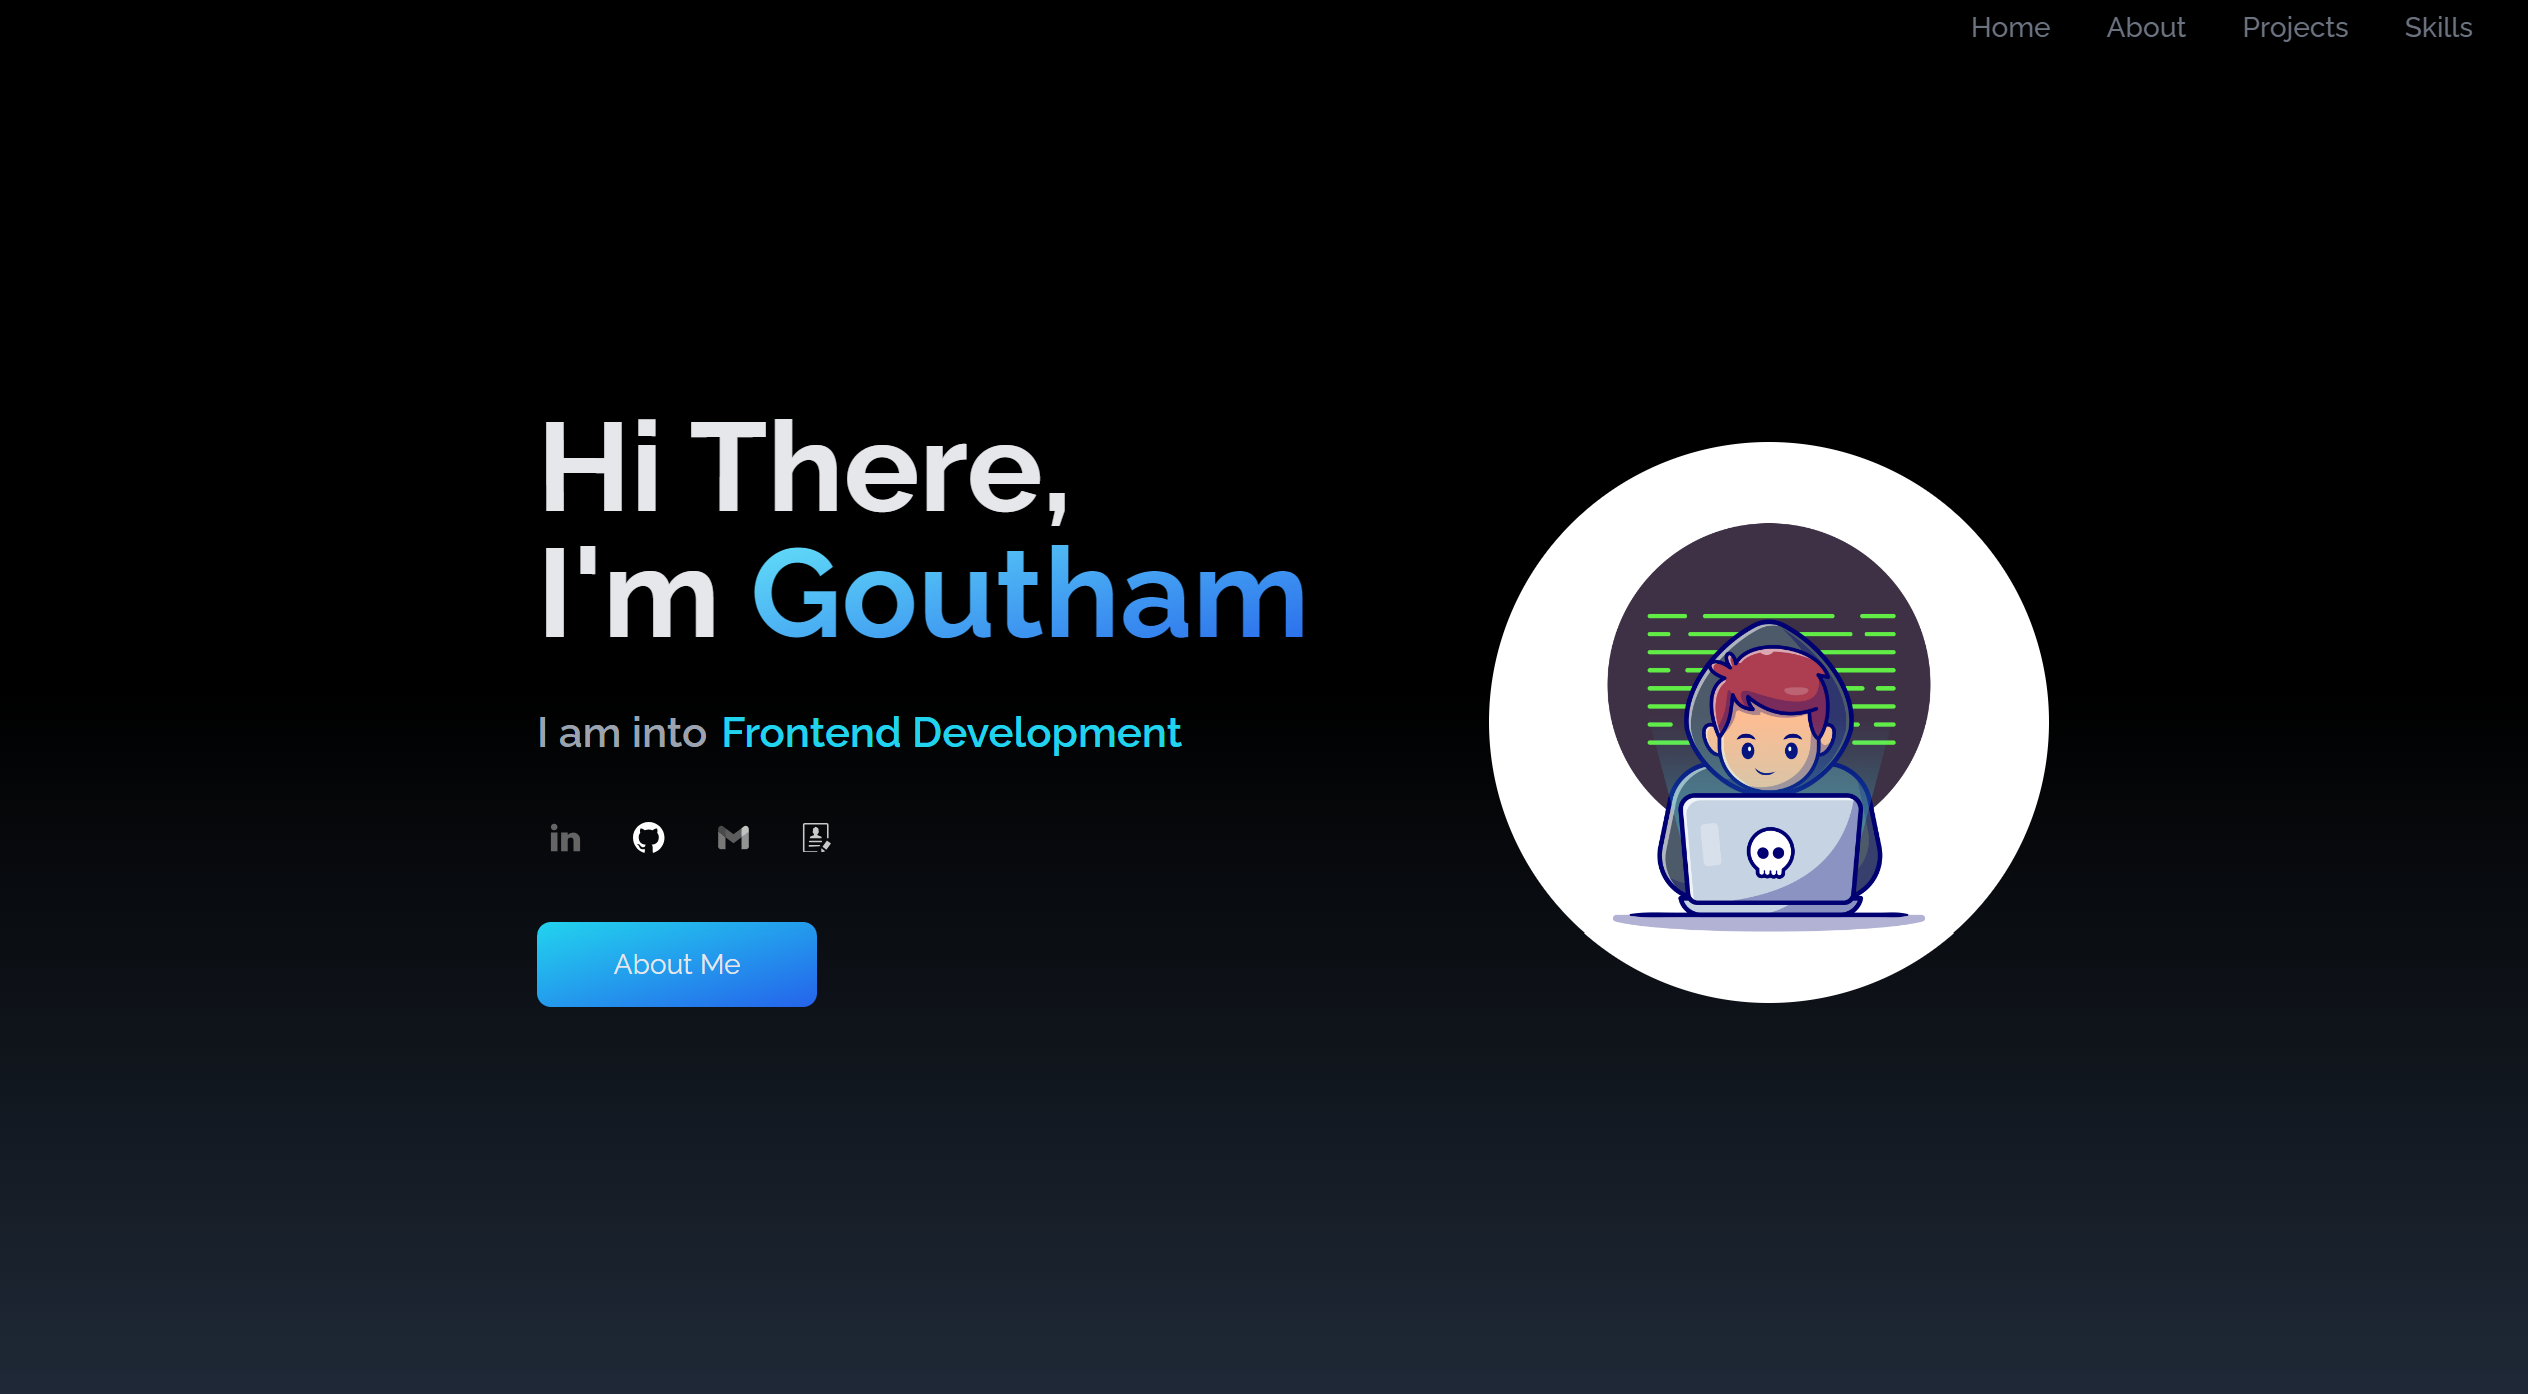 Home About Projects Skills
Hi There,
I'm Goutham
I am into Frontend Development
in
About Me